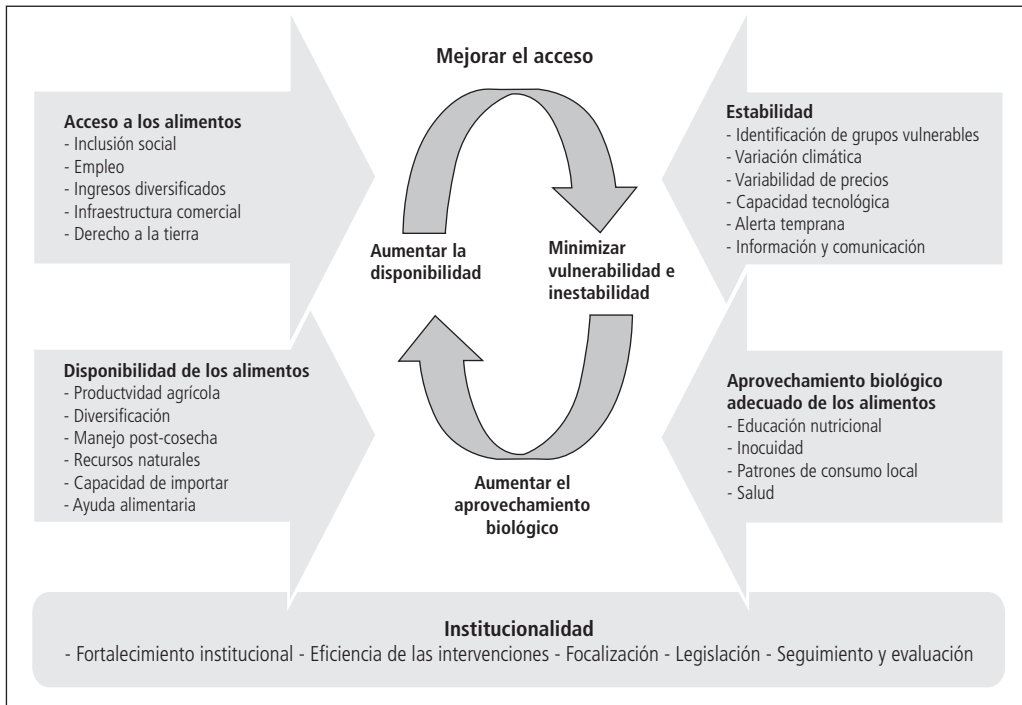 Mejorar el acceso
Acceso a los alimentos
- Inclusión social
- Empleo
- Ingresos diversificados
- Infraestructura comercial
- Derecho a la tierra
Estabilidad
- Identificación de grupos vulnerables
- Variación climática
- Variabilidad de precios
- Capacidad tecnológica
- Alerta temprana
- Información y comunicación
Aumentar la
disponibilidad
Minimizar
vulnerabilidad e
inestabilidad
Disponibilidad de los alimentos
- Productvidad agrícola
- Diversificación
- Manejo post-cosecha
- Recursos naturales
- Capacidad de importar
- Ayuda alimentaria
Aprovechamiento biológico
adecuado de los alimentos
- Educación nutricional
- Inocuidad
- Patrones de consumo local
- Salud
Aumentar el
aprovechamiento
biológico
Institucionalidad
- Fortalecimiento institucional - Eficiencia de las intervenciones - Focalización - Legislación - Seguimiento y evaluación